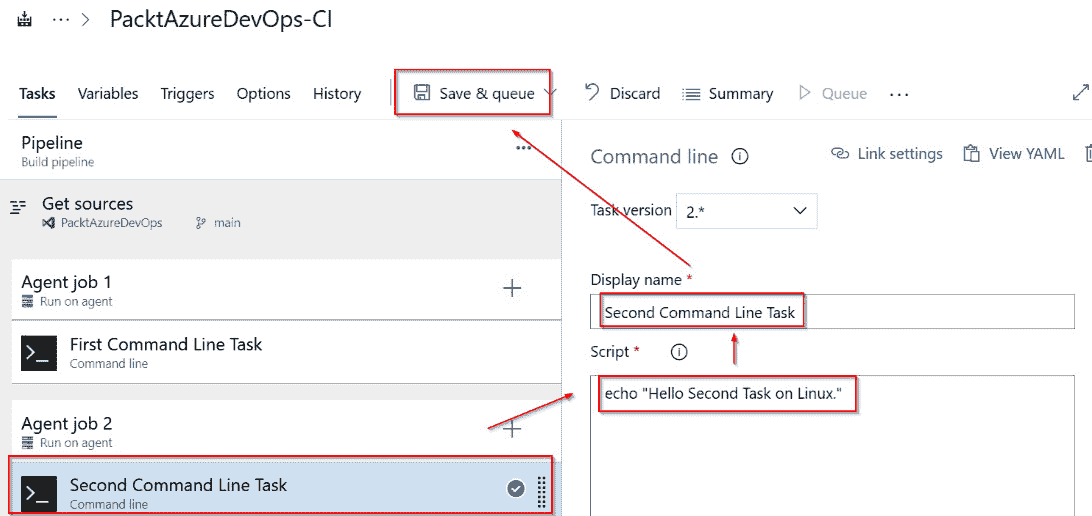 PacktAzureDevOps-CI
Tasks Variables Triggers Options History Save & queue Discard Summary Queue
Pipeline
Build pipeline
Get sources
PacktAzureDevOps main
Agent job 1
Run on agent
First Command Line Task
Command line
Agent job 2
Run on agent
Second Command Line Task
Command line
Command line
Link settings View YAML
Task version 2.*
Display name *
Second Command Line Task
Script *
echo "Hello Second Task on Linux."